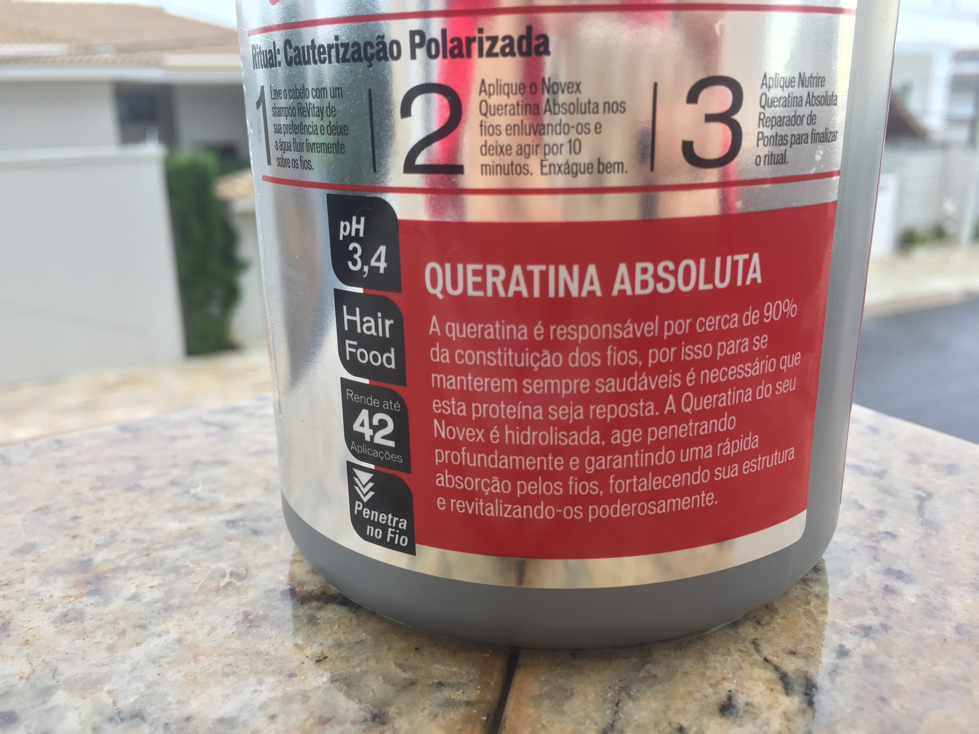 Ritual: Cauterização Polarizada
1
Lave o cabelo com um
shampoo ReVitay de
sua preferência e deixe
a água fluir livremente
sobre os fios.
2
Aplique o Novex
Queratina Absoluta nos
fios enluvando-os e
deixe agir por 10
minutos. Enxágue bem.
3
Aplique Nutrire
Queratina Absoluta
Reparador de
Pontas para finalizar
o ritual.
pH
3,4
Hair
Food
Rende até
42
Aplicações
Penetra
no Fio
QUERATINA ABSOLUTA
A queratina é responsável por cerca de 90%
da constituição dos fios, por isso para se
manterem sempre saudáveis é necessário que
esta proteína seja reposta. A Queratina do seu
Novex é hidrolisada, age penetrando
profundamente e garantindo uma rápida
absorção pelos fios, fortalecendo sua estrutura
e revitalizando-os poderosamente.